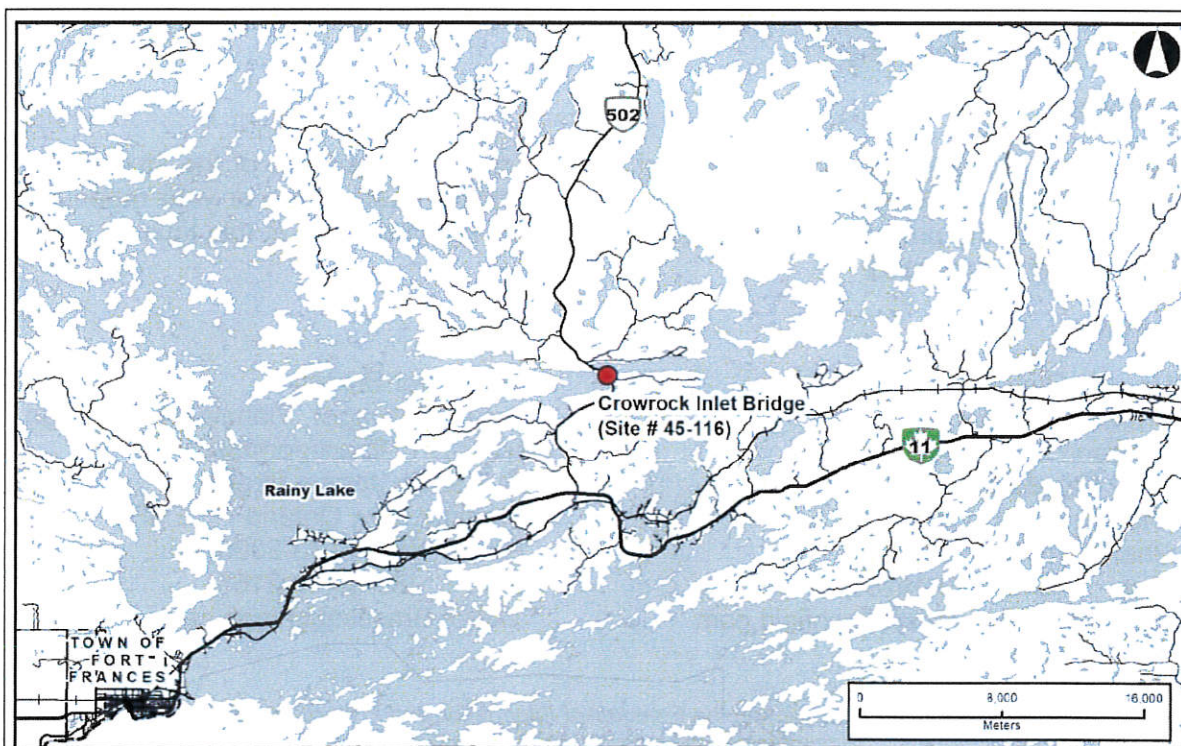 502
Crowrock Inlet Bridge
(Site # 45-116)
11
Rainy Lake
TOWN OF
FORT
FRANCES
0 8,000 16,000
Meters